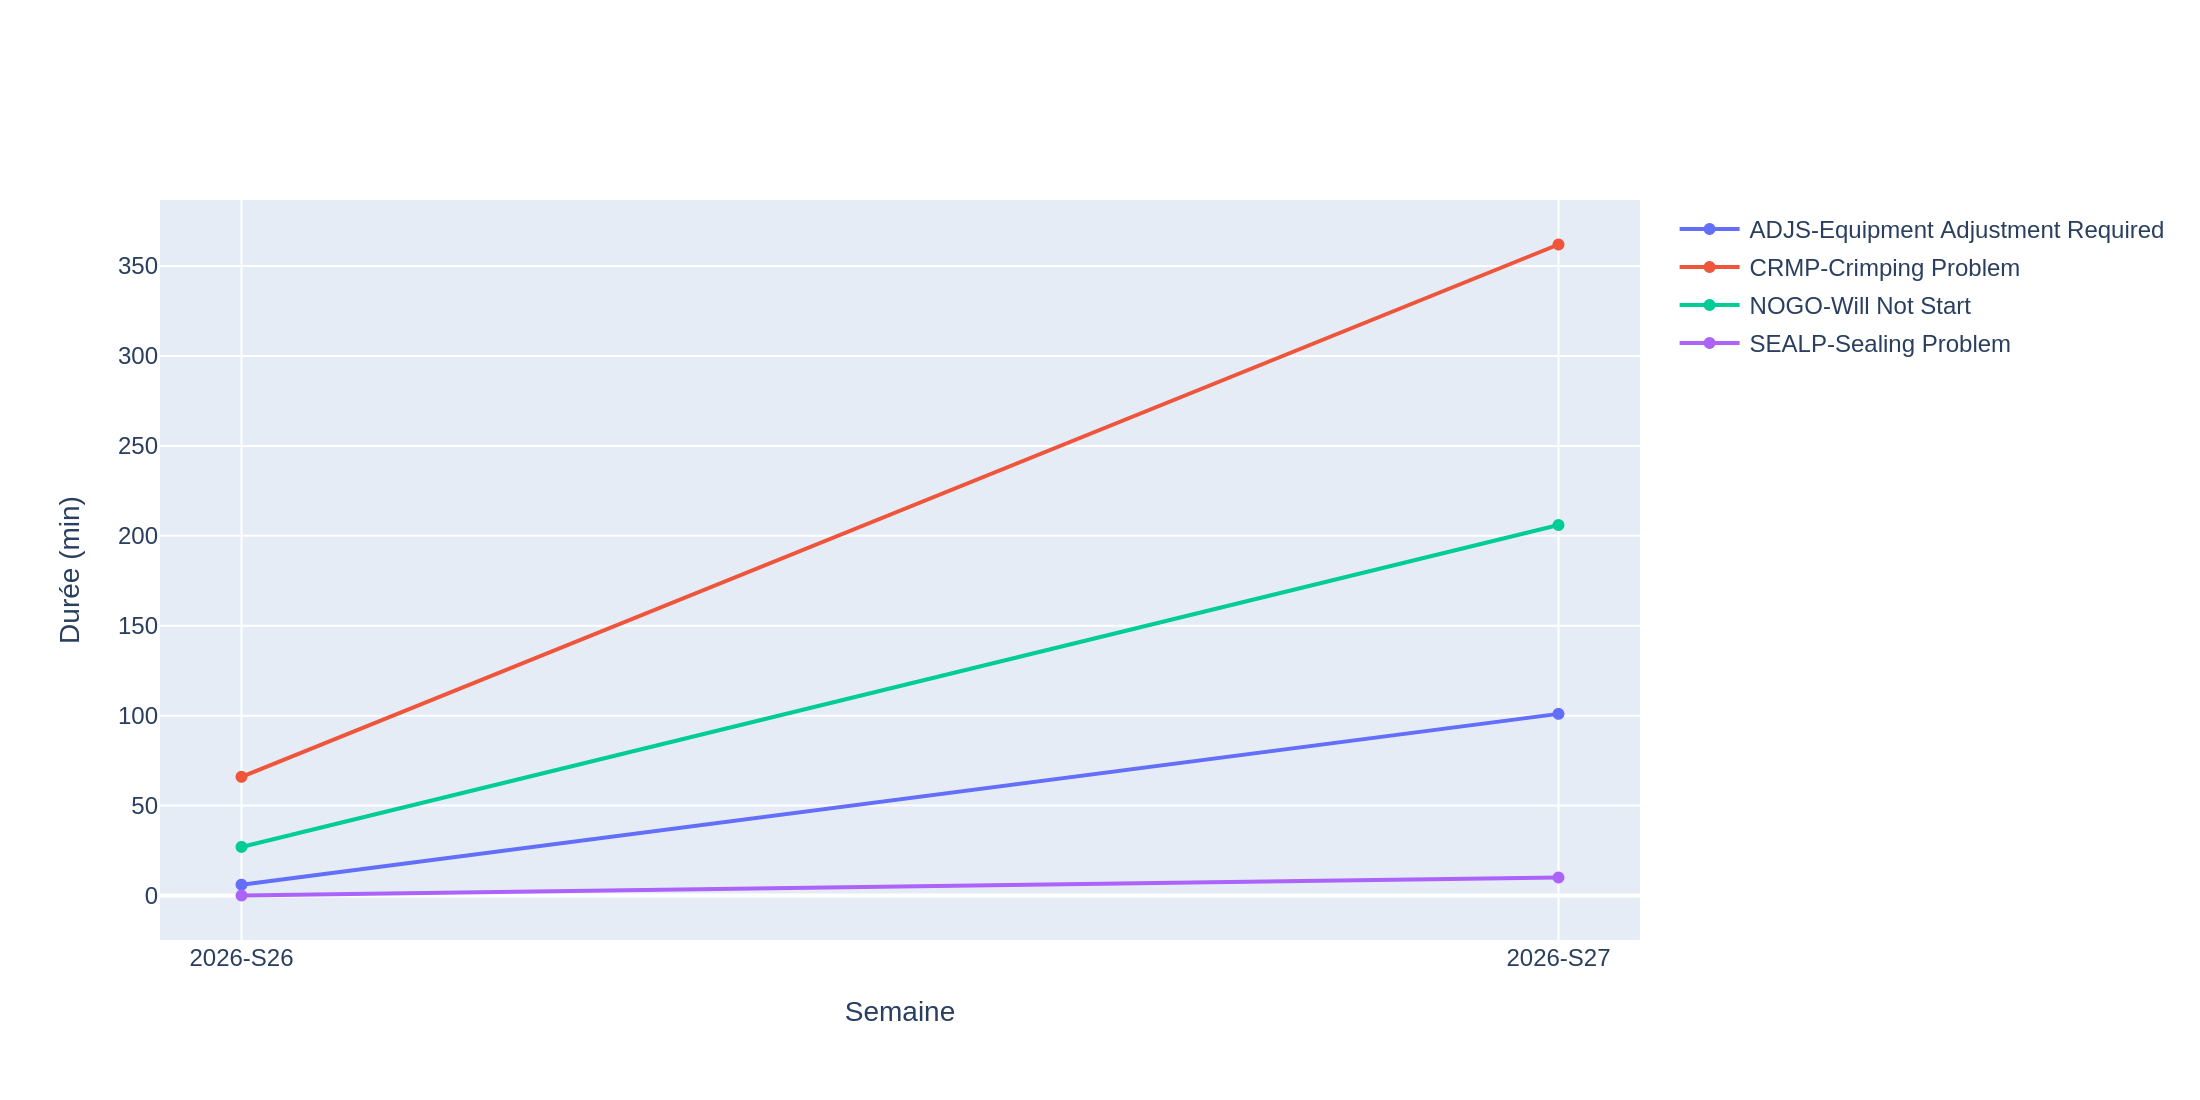 350
300
250
200
150
100
50
0
Durée (min)
2026-S26
2026-S27
Semaine
ADJS-Equipment Adjustment Required
CRMP-Crimping Problem
NOGO-Will Not Start
SEALP-Sealing Problem